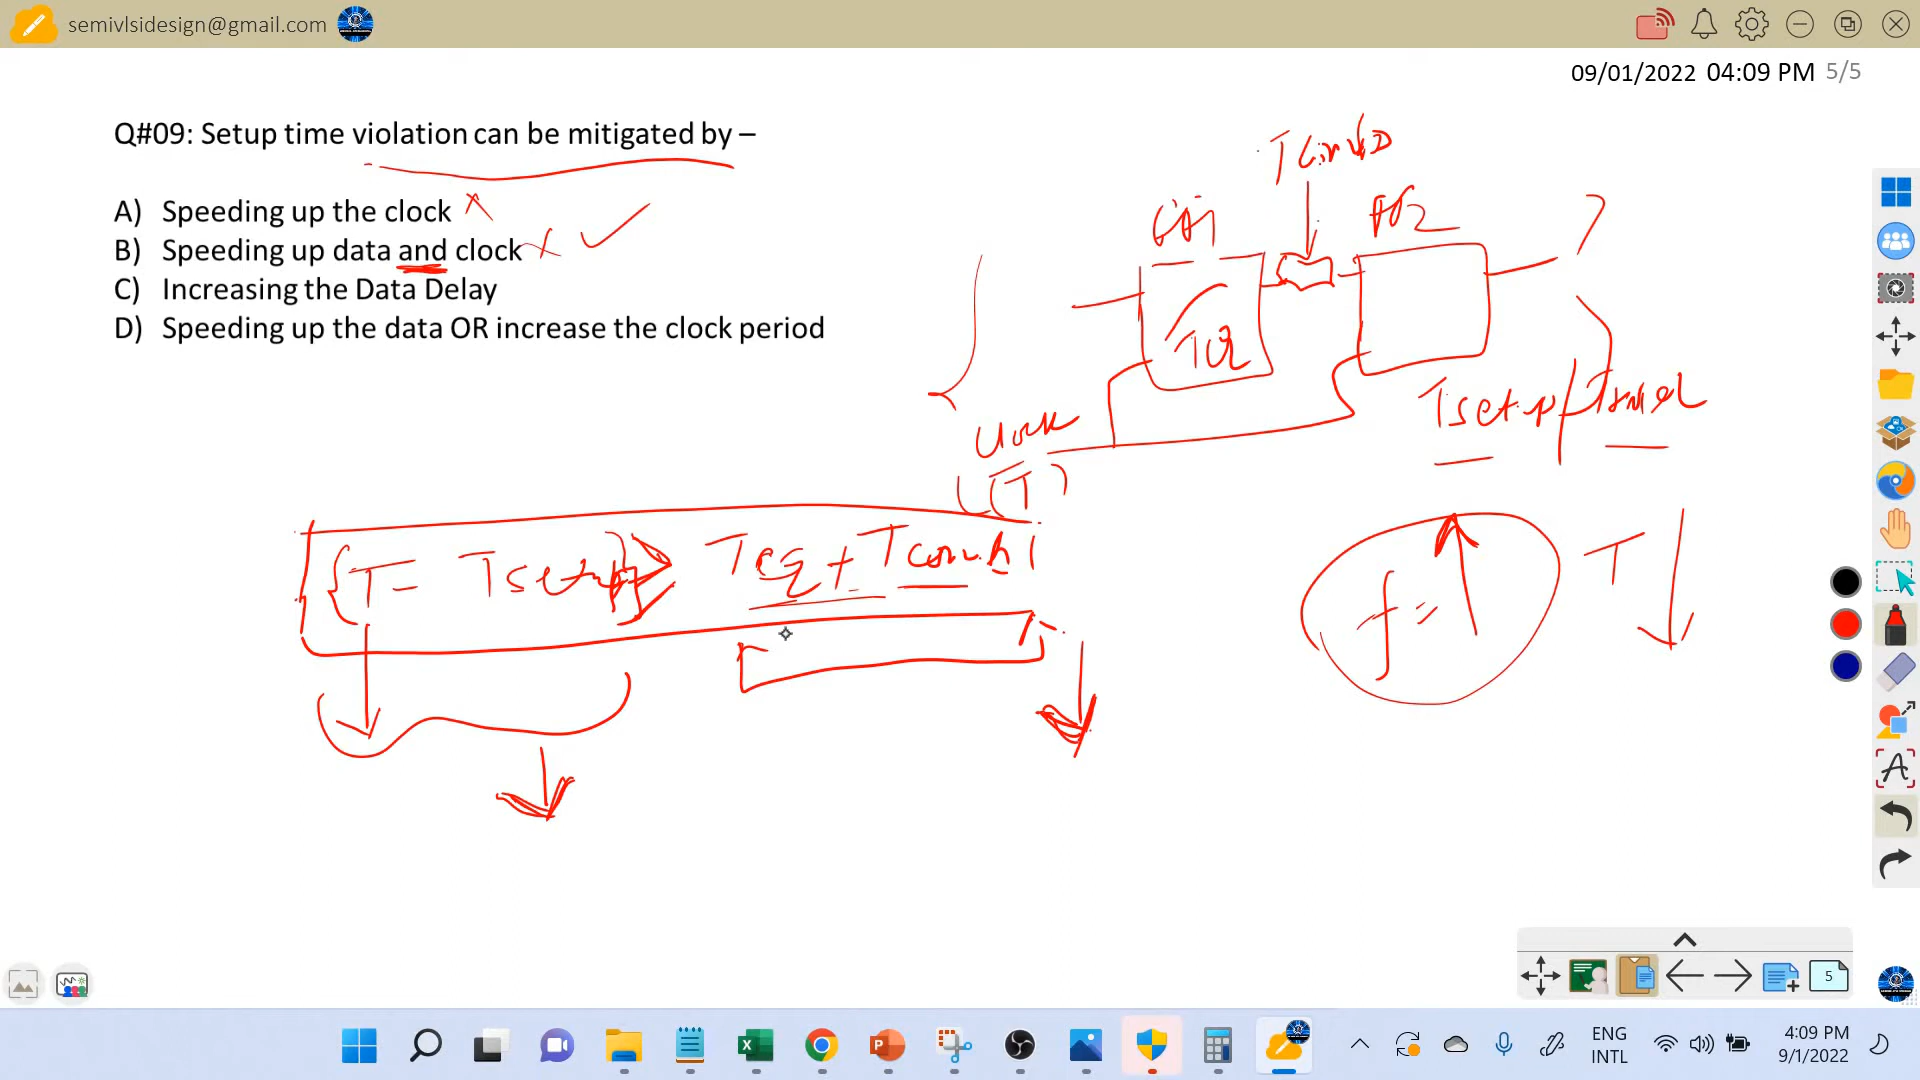 semivlsidesign@gmail.com
09/01/2022 04:09 PM 5/5
Q#09: Setup time violation can be mitigated by –
A) Speeding up the clock
B) Speeding up data and clock
C) Increasing the Data Delay
D) Speeding up the data OR increase the clock period
Tcombo
FF2
TCQ
Tsetup/
Clock
(T)
T = Tsetup
Tcq + Tcomb
f =
T
5
ENG
INTL
4:09 PM
9/1/2022